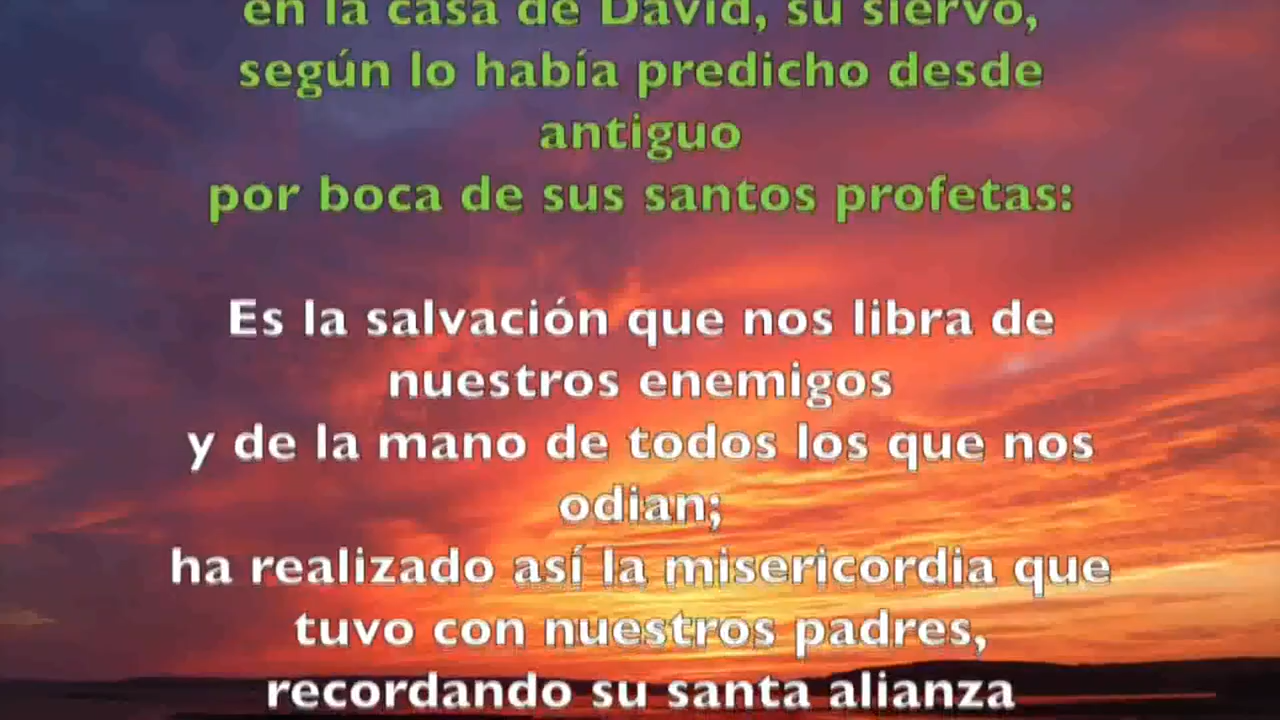 en la casa de David, su siervo,
según lo había predicho desde
antiguo
por boca de sus santos profetas:
Es la salvación que nos libra de
nuestros enemigos
y de la mano de todos los que nos
odian;
ha realizado así la misericordia que
tuvo con nuestros padres,
recordando su santa alianza